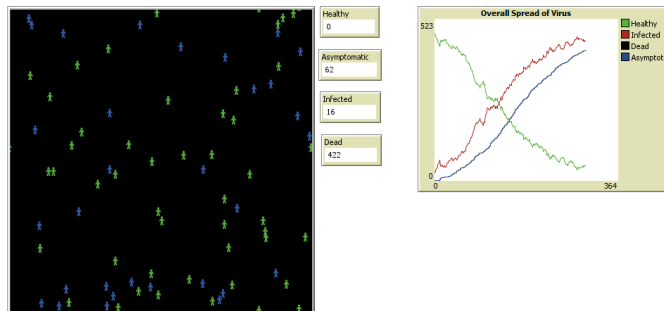 Healthy
0
Asymptomatic
62
Infected
16
Dead
422
Overall Spread of Virus
523
0
0
364
Healthy
Infected
Dead
Asymptot